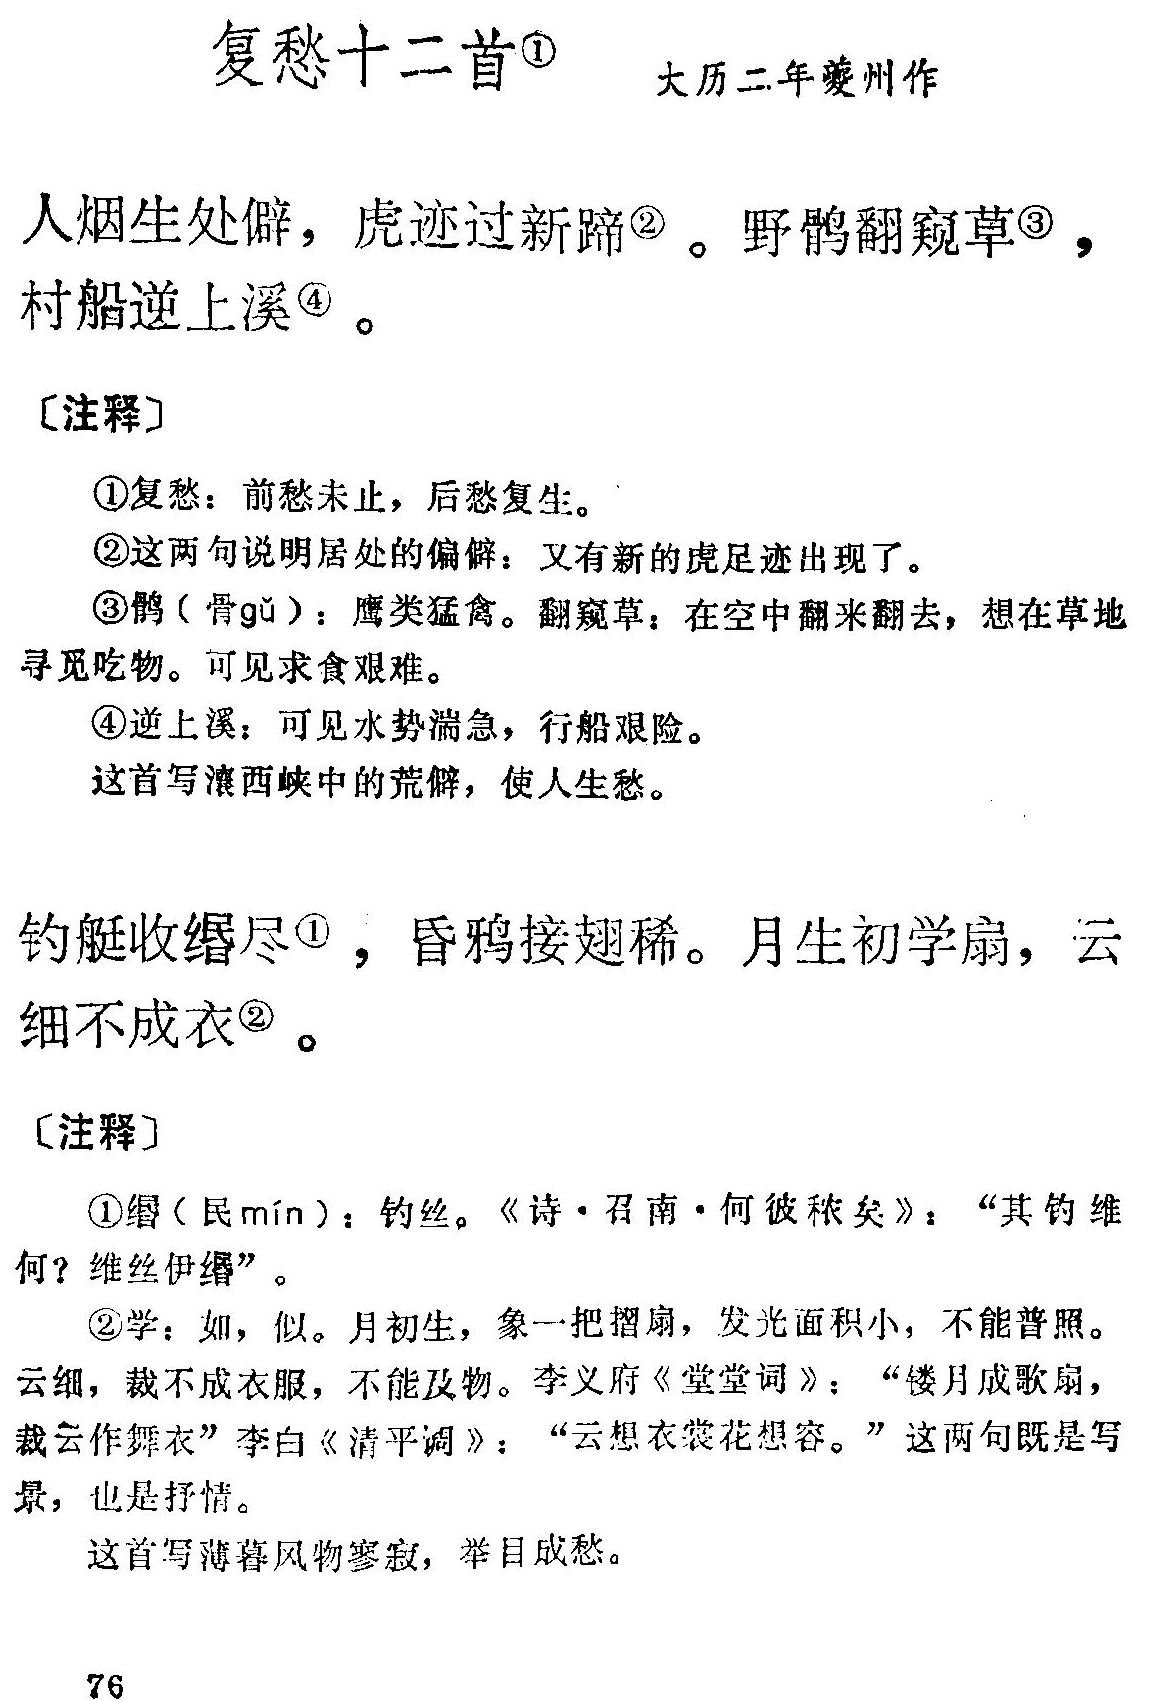 复愁十二首① 大历二年夔州作
人烟生处僻，虎迹过新蹄②。野鹘翻窥草③，
村船逆上溪④。
〔注释〕
①复愁：前愁未止，后愁复生。
②这两句说明居处的偏僻：又有新的虎足迹出现了。
③鹘（骨gǔ）：鹰类猛禽。翻窥草：在空中翻来翻去，想在草地
寻觅吃物。可见求食艰难。
④逆上溪：可见水势湍急，行船艰险。
这首写瀼西峡中的荒僻，使人生愁。
钓艇收缗尽①，昏鸦接翅稀。月生初学扇，云
细不成衣②。
〔注释〕
①缗（民mín）：钓丝。《诗·召南·何彼秾矣》：“其钓维
何？维丝伊缗”。
②学：如，似。月初生，象一把摺扇，发光面积小，不能普照。
云细，裁不成衣服，不能及物。李义府《堂堂词》：“镂月成歌扇，
裁云作舞衣”李白《清平调》：“云想衣裳花想容。”这两句既是写
景，也是抒情。
这首写薄暮风物寥寂，举目成愁。
76